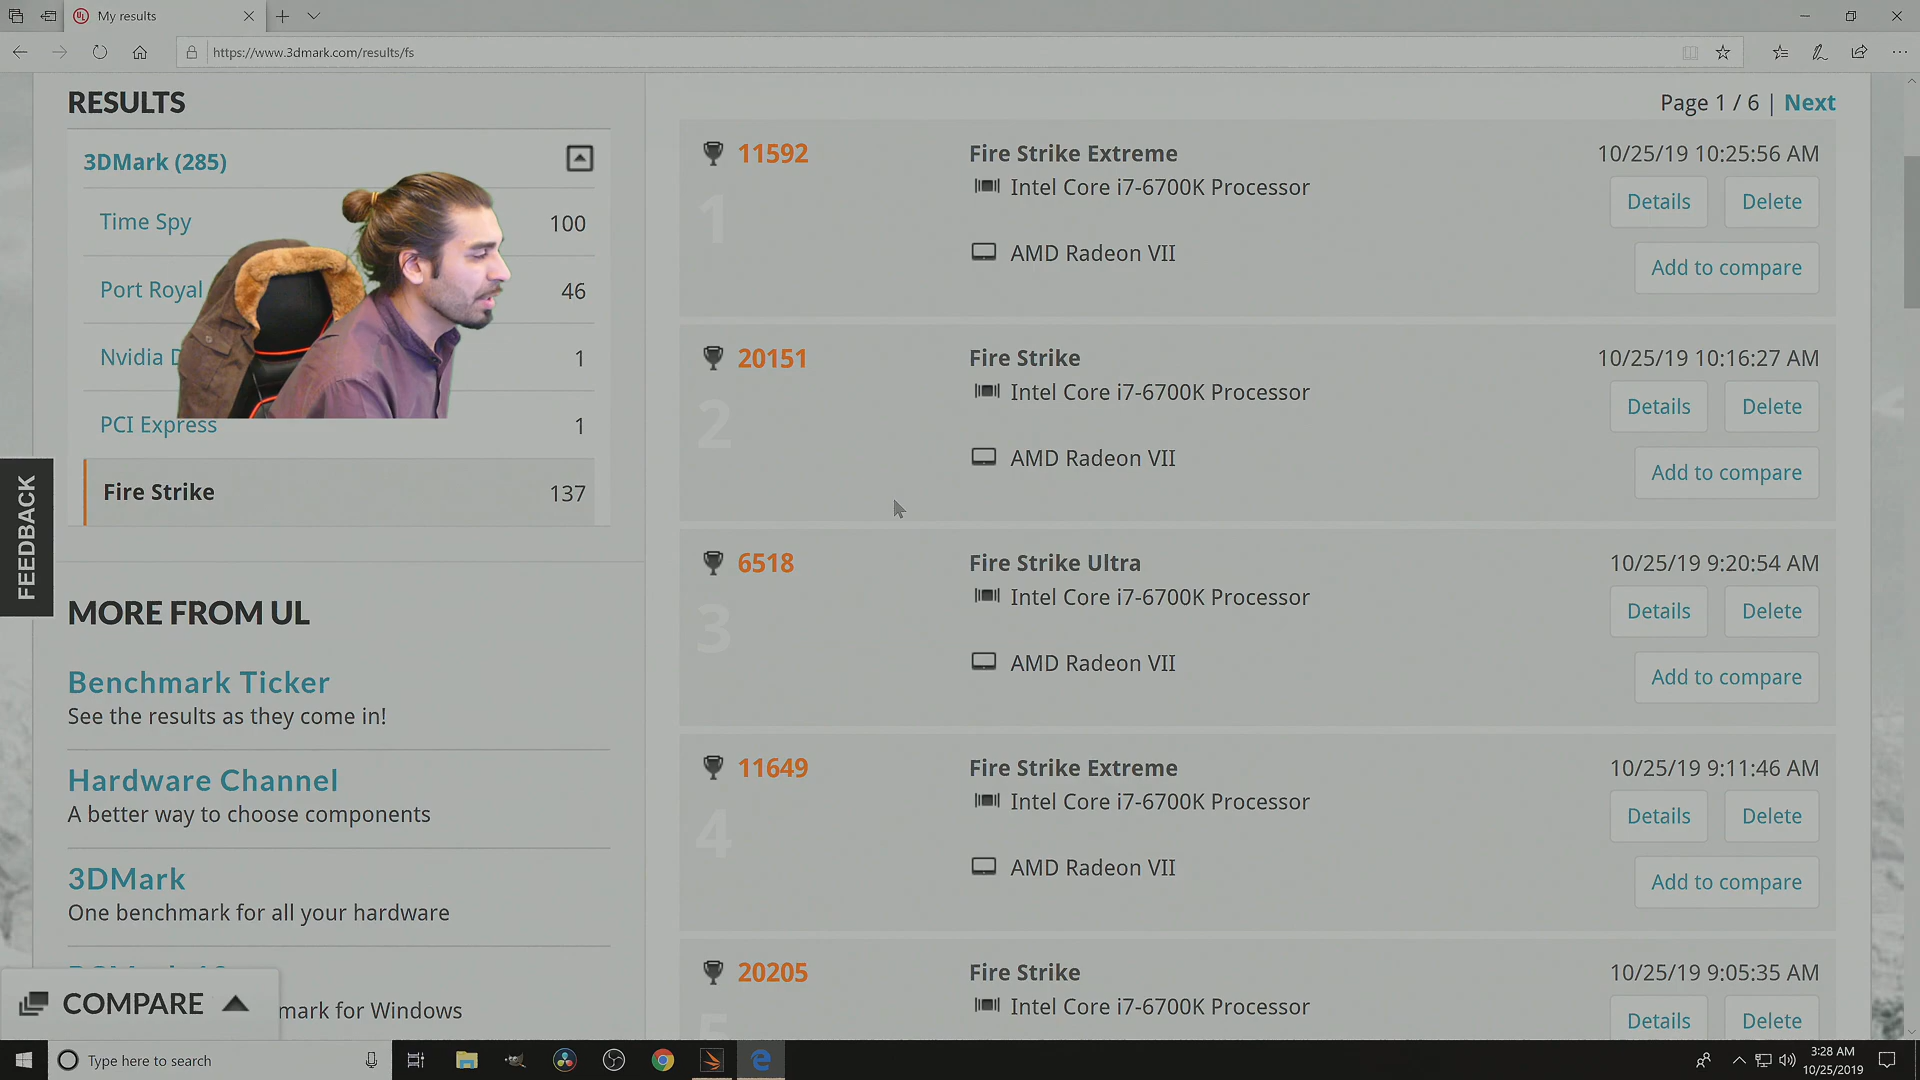 My results
https://www.3dmark.com/results/fs
RESULTS
3DMark (285)
Time Spy 100
Port Royal 46
Nvidia 1
PCI Express 1
Fire Strike 137
FEEDBACK
MORE FROM UL
Benchmark Ticker
See the results as they come in!
Hardware Channel
A better way to choose components
3DMark
One benchmark for all your hardware
mark for Windows
COMPARE
Page 1 / 6 | Next
11592 Fire Strike Extreme 10/25/19 10:25:56 AM
1 Intel Core i7-6700K Processor Details Delete
AMD Radeon VII Add to compare
20151 Fire Strike 10/25/19 10:16:27 AM
2 Intel Core i7-6700K Processor Details Delete
AMD Radeon VII Add to compare
6518 Fire Strike Ultra 10/25/19 9:20:54 AM
3 Intel Core i7-6700K Processor Details Delete
AMD Radeon VII Add to compare
11649 Fire Strike Extreme 10/25/19 9:11:46 AM
4 Intel Core i7-6700K Processor Details Delete
AMD Radeon VII Add to compare
20205 Fire Strike 10/25/19 9:05:35 AM
5 Intel Core i7-6700K Processor Details Delete
Type here to search
3:28 AM
10/25/2019